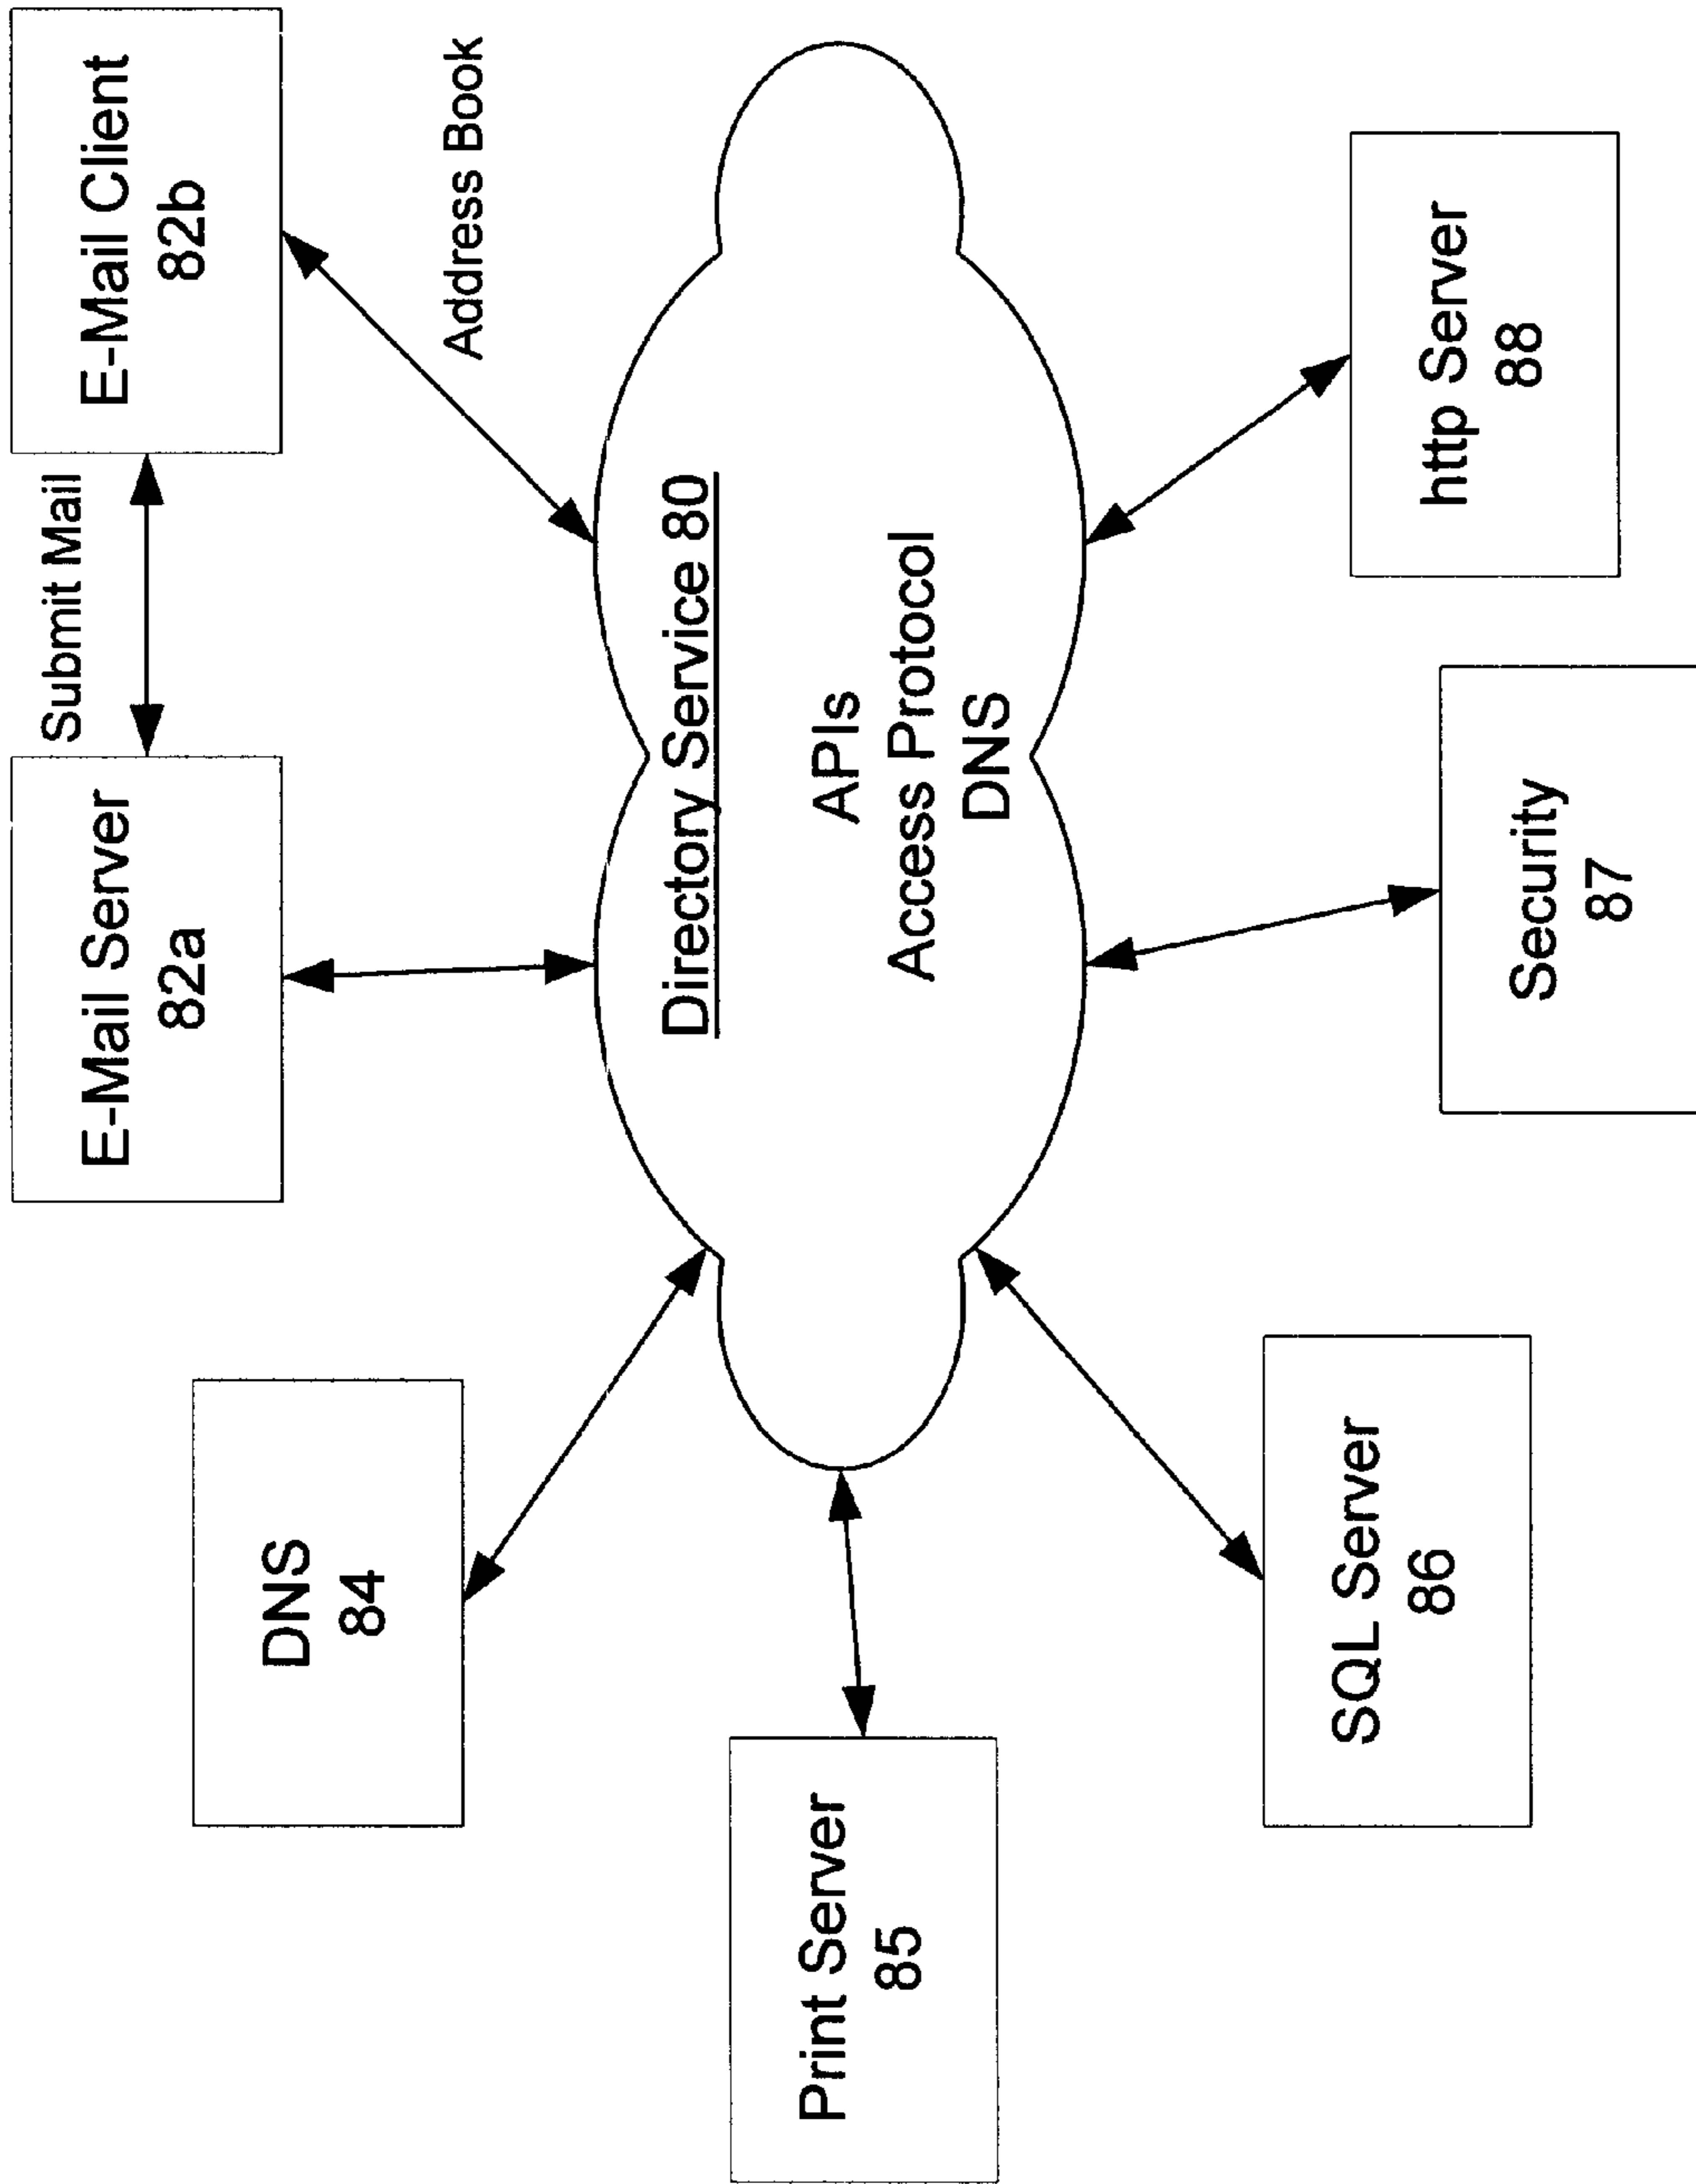 E-Mail Server
82a
Submit Mail
E-Mail Client
82b
Address Book
DNS
84
Directory Service 80
APIs
Access Protocol
DNS
Print Server
85
SQL Server
86
Security
87
http Server
88